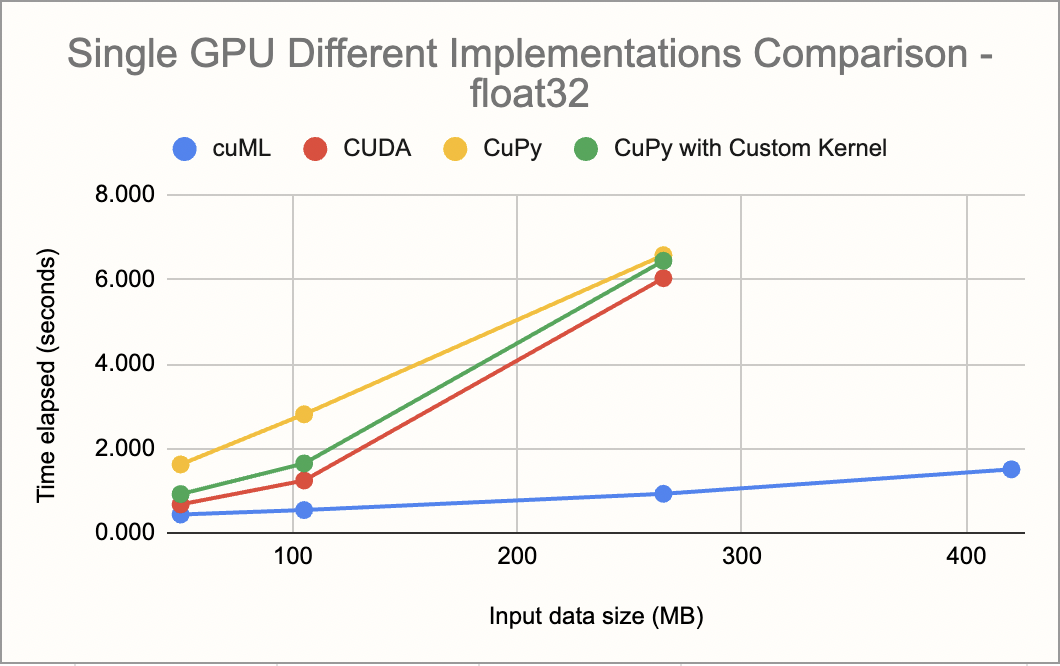 Single GPU Different Implementations Comparison -
float32
cuML CUDA CuPy CuPy with Custom Kernel
Time elapsed (seconds)
8.000
6.000
4.000
2.000
0.000
100 200 300 400
Input data size (MB)